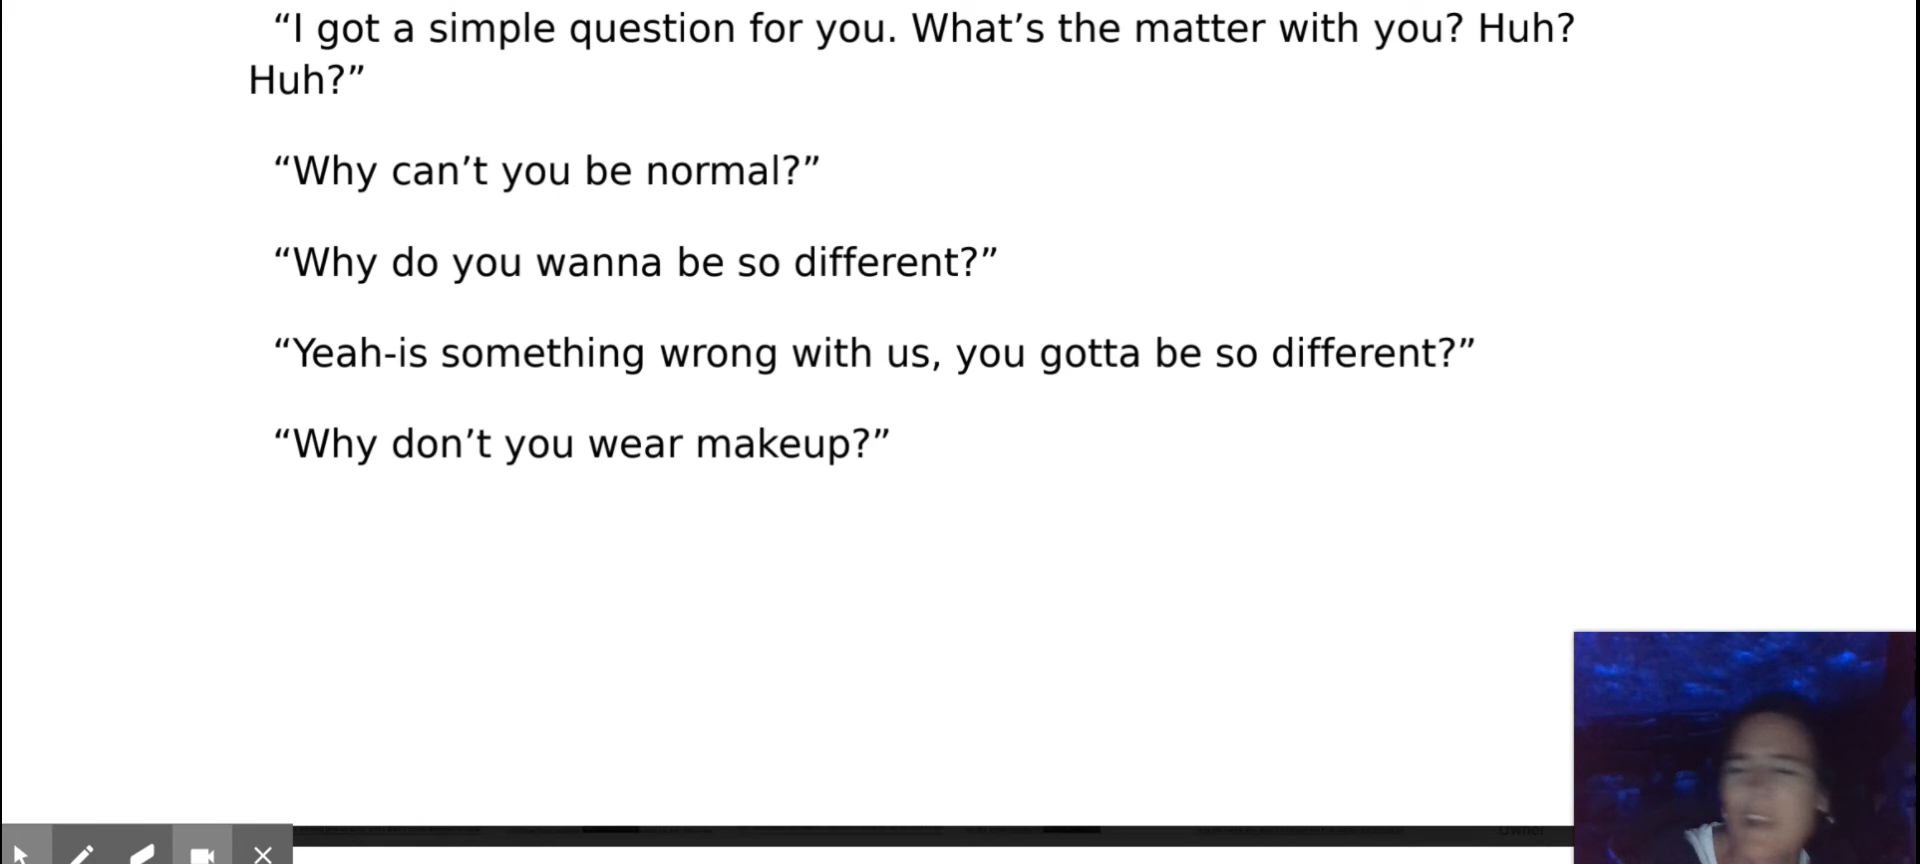 “I got a simple question for you. What’s the matter with you? Huh?
Huh?”
“Why can’t you be normal?”
“Why do you wanna be so different?”
“Yeah-is something wrong with us, you gotta be so different?”
“Why don’t you wear makeup?”
Owner